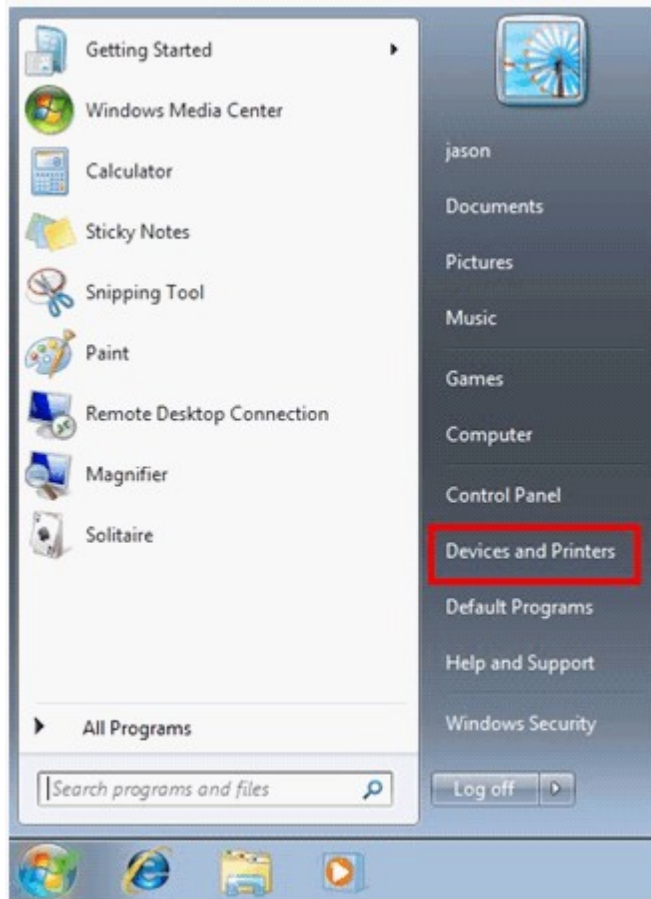 Getting Started
Windows Media Center
Calculator
Sticky Notes
Snipping Tool
Paint
Remote Desktop Connection
Magnifier
Solitaire
All Programs
Search programs and files
jason
Documents
Pictures
Music
Games
Computer
Control Panel
Devices and Printers
Default Programs
Help and Support
Windows Security
Log off